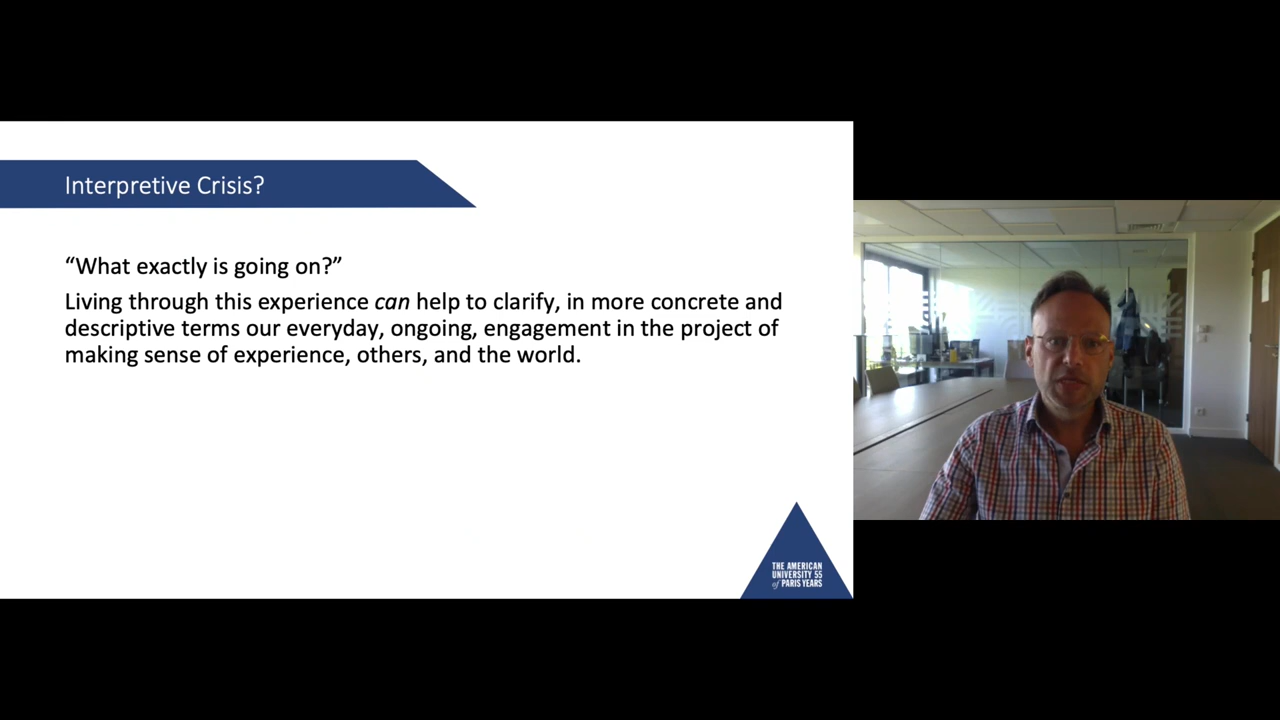 Interpretive Crisis?
“What exactly is going on?”
Living through this experience can help to clarify, in more concrete and
descriptive terms our everyday, ongoing, engagement in the project of
making sense of experience, others, and the world.
THE AMERICAN
UNIVERSITY 55
of PARIS YEARS